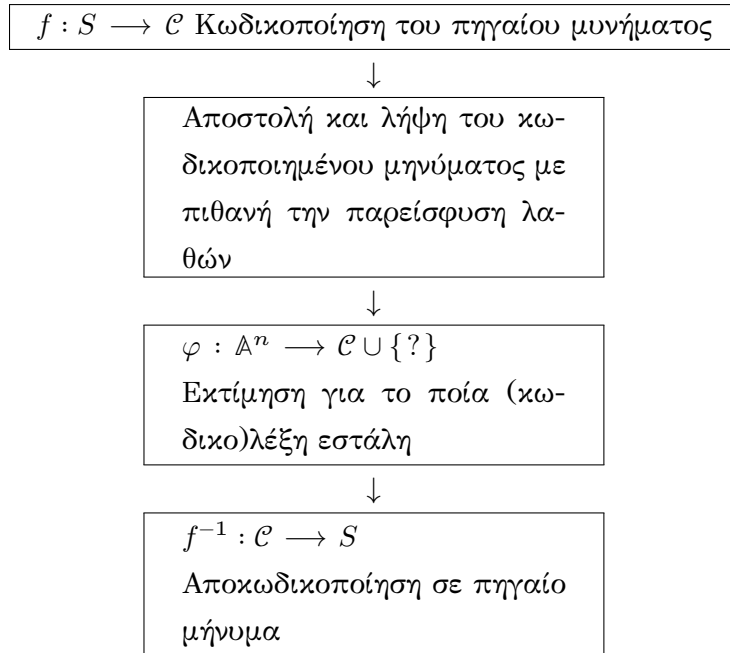 f : S ⟶ 𝒞 Κωδικοποίηση του πηγαίου μυνήματος
↓
Αποστολή και λήψη του κω-
δικοποιημένου μηνύματος με
πιθανή την παρείσφυση λα-
θών
↓
φ : 𝔸ⁿ ⟶ 𝒞 ∪ {?}
Εκτίμηση για το ποία (κω-
δικο)λέξη εστάλη
↓
f⁻¹ : 𝒞 ⟶ S
Αποκωδικοποίηση σε πηγαίο
μήνυμα